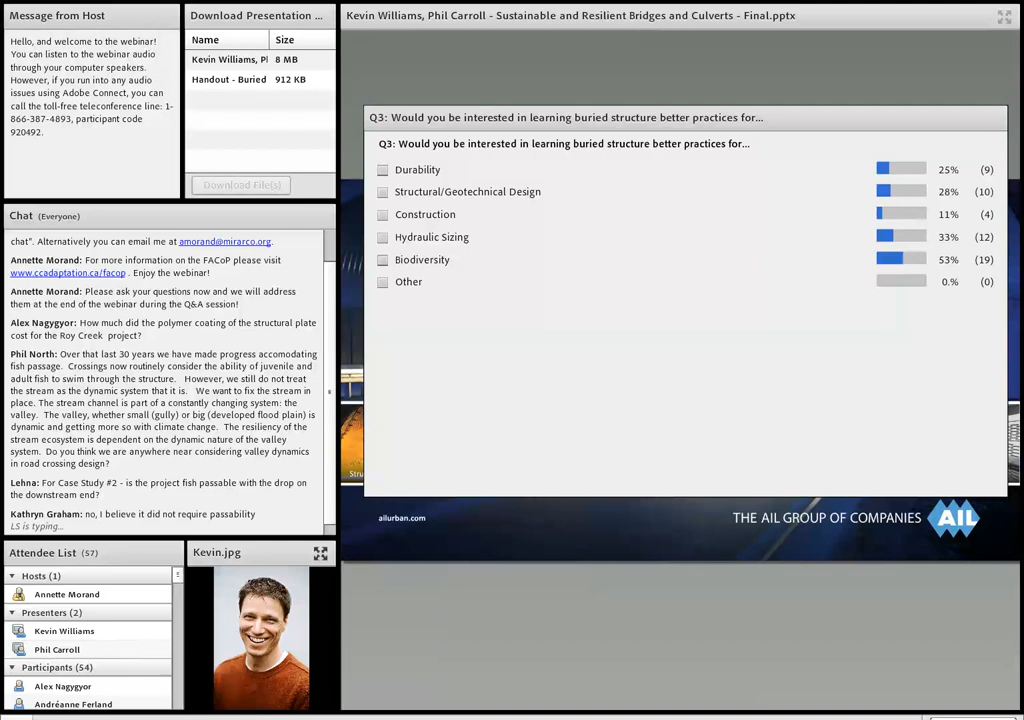 Message from Host
Hello, and welcome to the webinar!
You can listen to the webinar audio
through your computer speakers.
However, if you run into any audio
issues using Adobe Connect, you can
call the toll-free teleconference line: 1-
866-387-4893, participant code
920492.
Download Presentation ...
Name Size
Kevin Williams, Pl 8 MB
Handout - Buried 912 KB
Download File(s)
Chat (Everyone)
chat". Alternatively you can email me at amorand@mirarco.org.
Annette Morand: For more information on the FACoP please visit
www.ccadaptation.ca/facop . Enjoy the webinar!
Annette Morand: Please ask your questions now and we will address
them at the end of the webinar during the Q&A session!
Alex Nagygyor: How much did the polymer coating of the structural plate
cost for the Roy Creek project?
Phil North: Over that last 30 years we have made progress accomodating
fish passage. Crossings now routinely consider the ability of juvenile and
adult fish to swim through the structure. However, we still do not treat
the stream as the dynamic system that it is. We want to fix the stream in
place. The stream channel is part of a constantly changing system: the
valley. The valley, whether small (gully) or big (developed flood plain) is
dynamic and getting more so with climate change. The resiliency of the
stream ecosystem is dependent on the dynamic nature of the valley
system. Do you think we are anywhere near considering valley dynamics
in road crossing design?
Lehna: For Case Study #2 - is the project fish passable with the drop on
the downstream end?
Kathryn Graham: no, I believe it did not require passability
LS is typing...
Attendee List (57)
Hosts (1)
Annette Morand
Presenters (2)
Kevin Williams
Phil Carroll
Participants (54)
Alex Nagygyor
Andréanne Ferland
Kevin.jpg
Kevin Williams, Phil Carroll - Sustainable and Resilient Bridges and Culverts - Final.pptx
Q3: Would you be interested in learning buried structure better practices for...
Q3: Would you be interested in learning buried structure better practices for...
Durability 25% (9)
Structural/Geotechnical Design 28% (10)
Construction 11% (4)
Hydraulic Sizing 33% (12)
Biodiversity 53% (19)
Other 0.% (0)
Stru
ailurban.com
THE AIL GROUP OF COMPANIES AIL